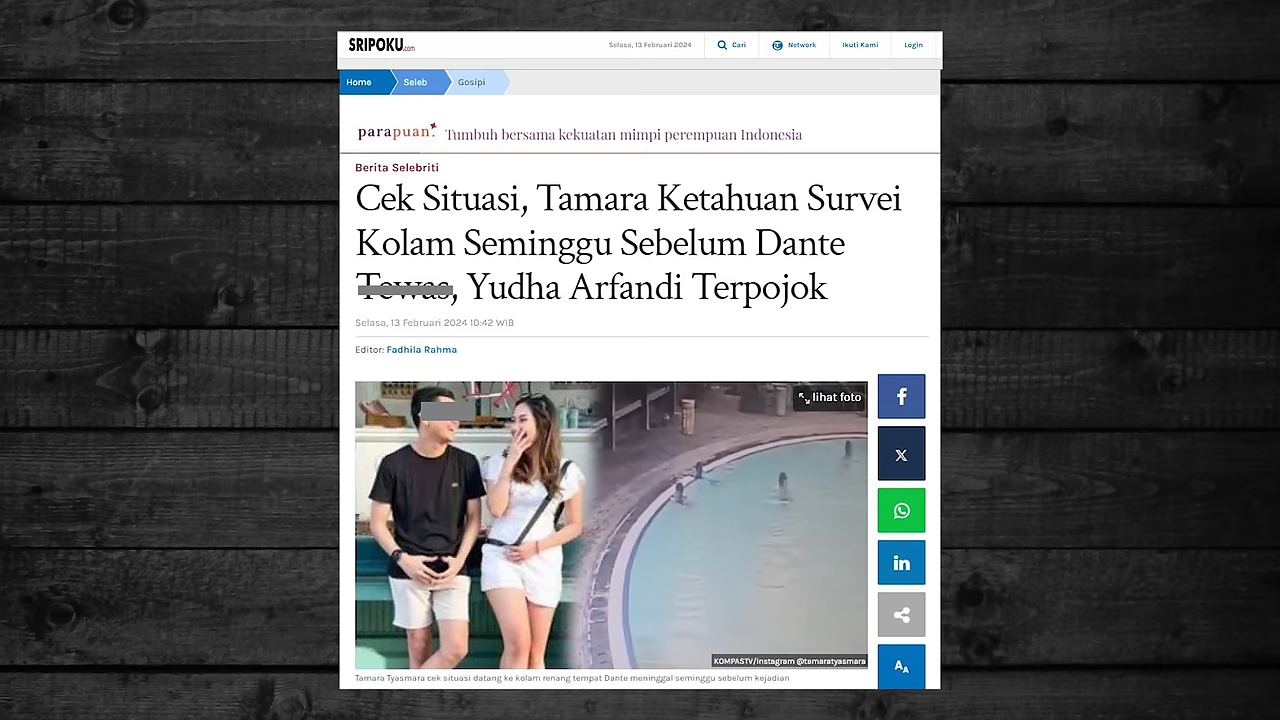 SRIPOKU.com
Selasa, 13 Februari 2024
Cari
Network
Ikuti Kami
Login
Home
Seleb
Gosipi
parapuan. Tumbuh bersama kekuatan mimpi perempuan Indonesia
Berita Selebriti
Cek Situasi, Tamara Ketahuan Survei
Kolam Seminggu Sebelum Dante
Tewas, Yudha Arfandi Terpojok
Selasa, 13 Februari 2024 10:42 WIB
Editor: Fadhila Rahma
lihat foto
f
X
in
AA
KOMPASTV/Instagram @tamaratyasmara
Tamara Tyasmara cek situasi datang ke kolam renang tempat Dante meninggal seminggu sebelum kejadian